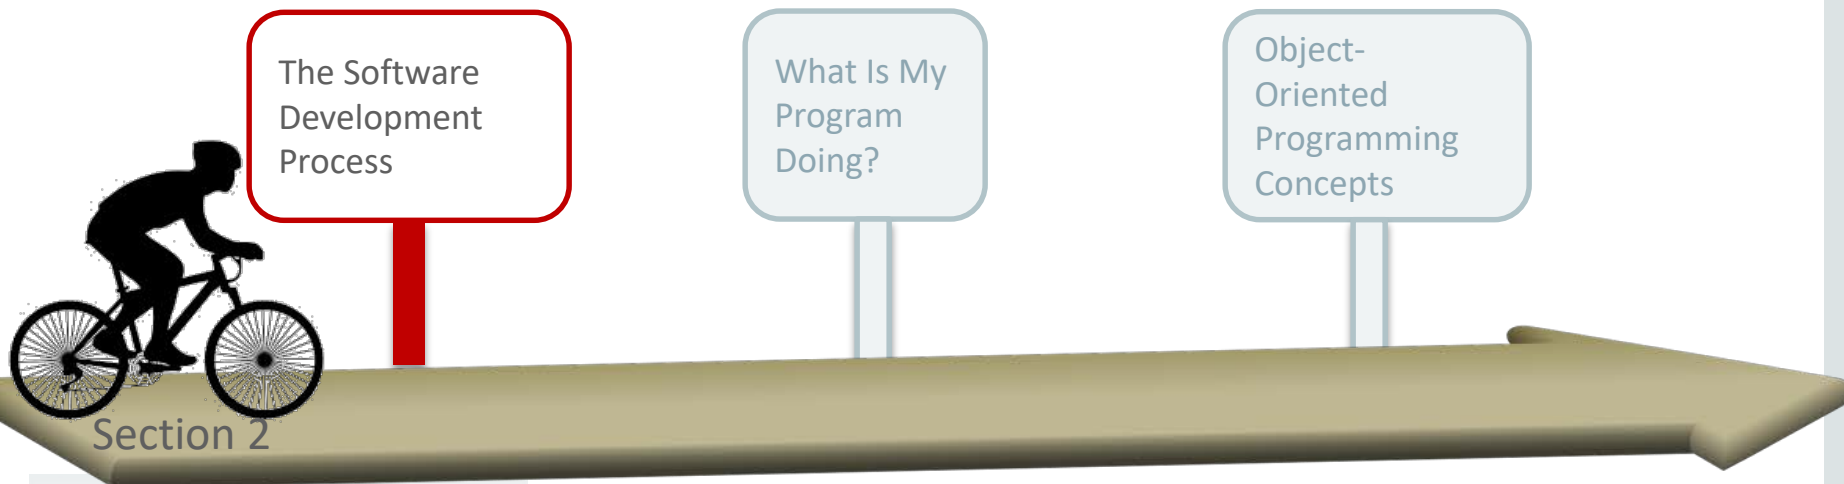 The Software
Development
Process
What Is My
Program
Doing?
Object-
Oriented
Programming
Concepts
Section 2